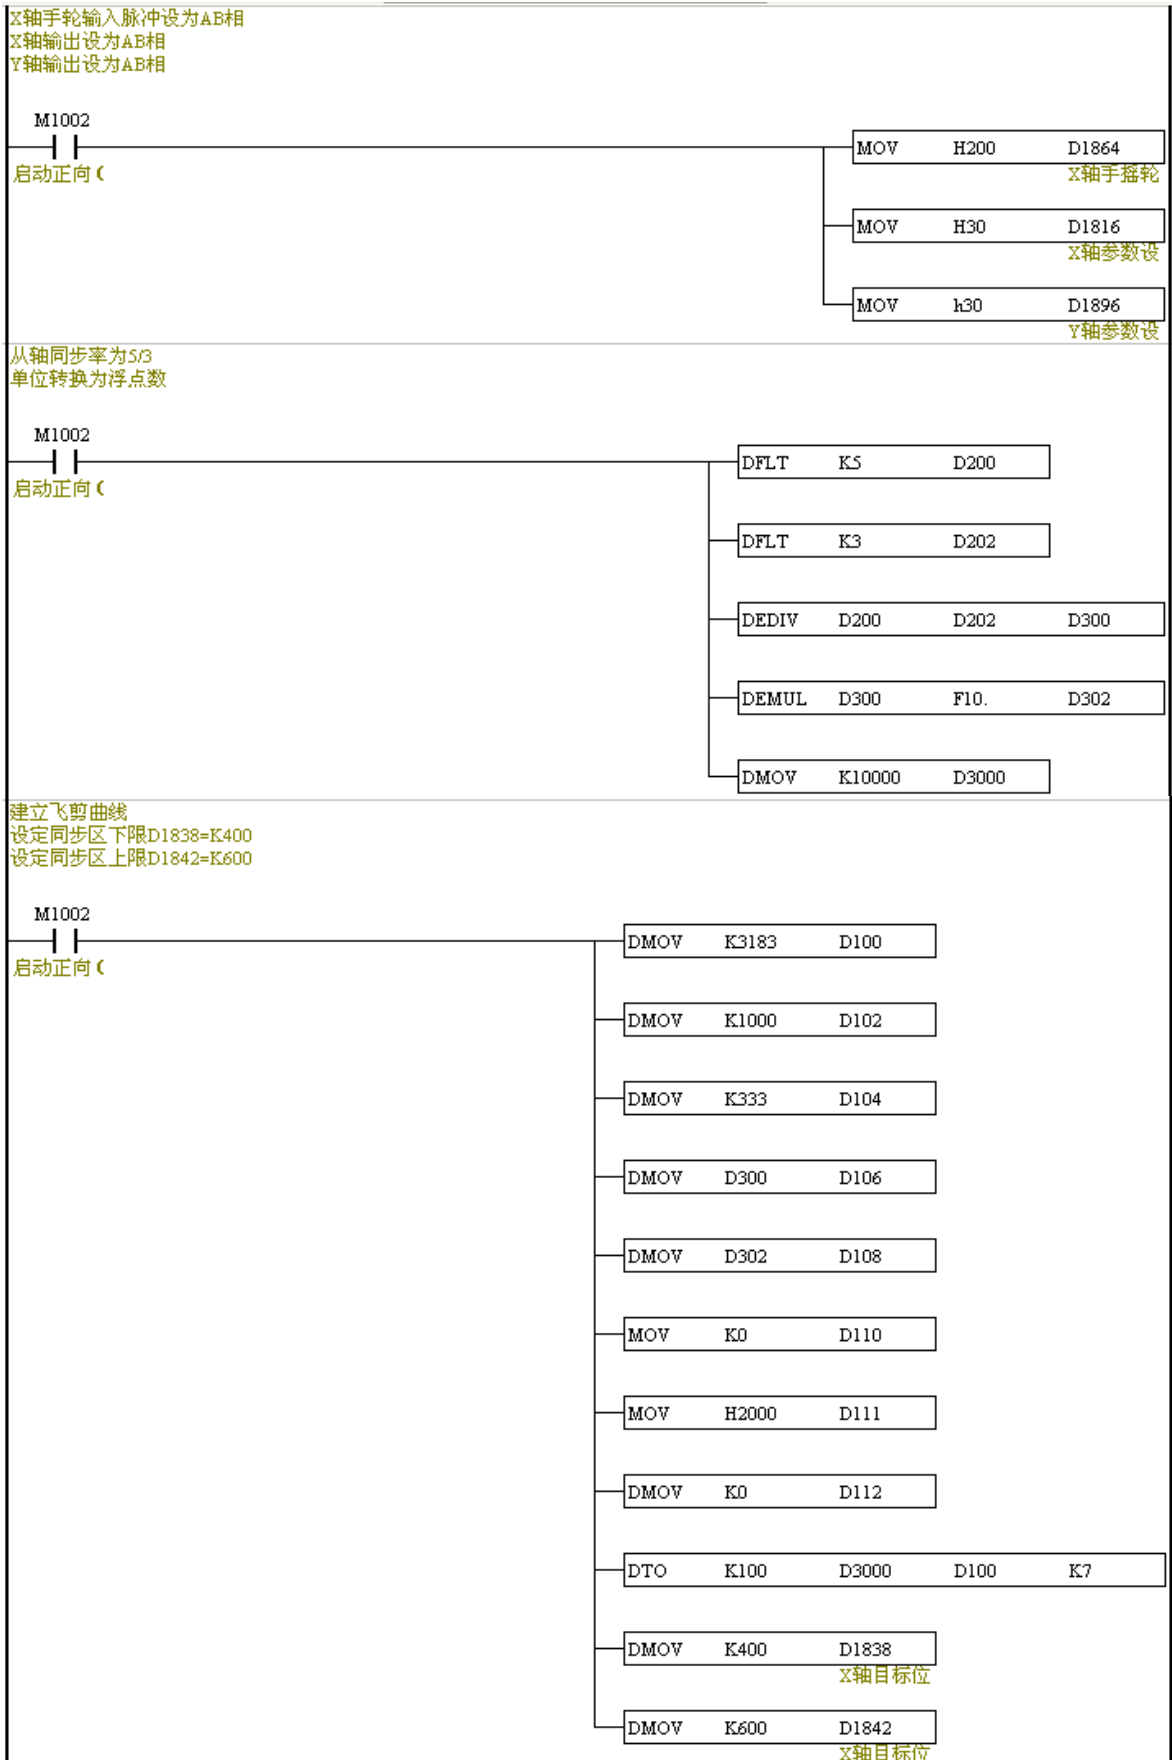 X轴手轮输入脉冲设为AB相
X轴输出设为AB相
Y轴输出设为AB相
M1002
启动正向(
MOV H200 D1864
X轴手摇轮
MOV H30 D1816
X轴参数设
MOV h30 D1896
Y轴参数设
从轴同步率为5/3
单位转换为浮点数
M1002
启动正向(
DFLT K5 D200
DFLT K3 D202
DEDIV D200 D202 D300
DEMUL D300 F10. D302
DMOV K10000 D3000
建立飞剪曲线
设定同步区下限D1838=K400
设定同步区上限D1842=K600
M1002
启动正向(
DMOV K3183 D100
DMOV K1000 D102
DMOV K333 D104
DMOV D300 D106
DMOV D302 D108
MOV K0 D110
MOV H2000 D111
DMOV K0 D112
DTO K100 D3000 D100 K7
DMOV K400 D1838
X轴目标位
DMOV K600 D1842
X轴目标位